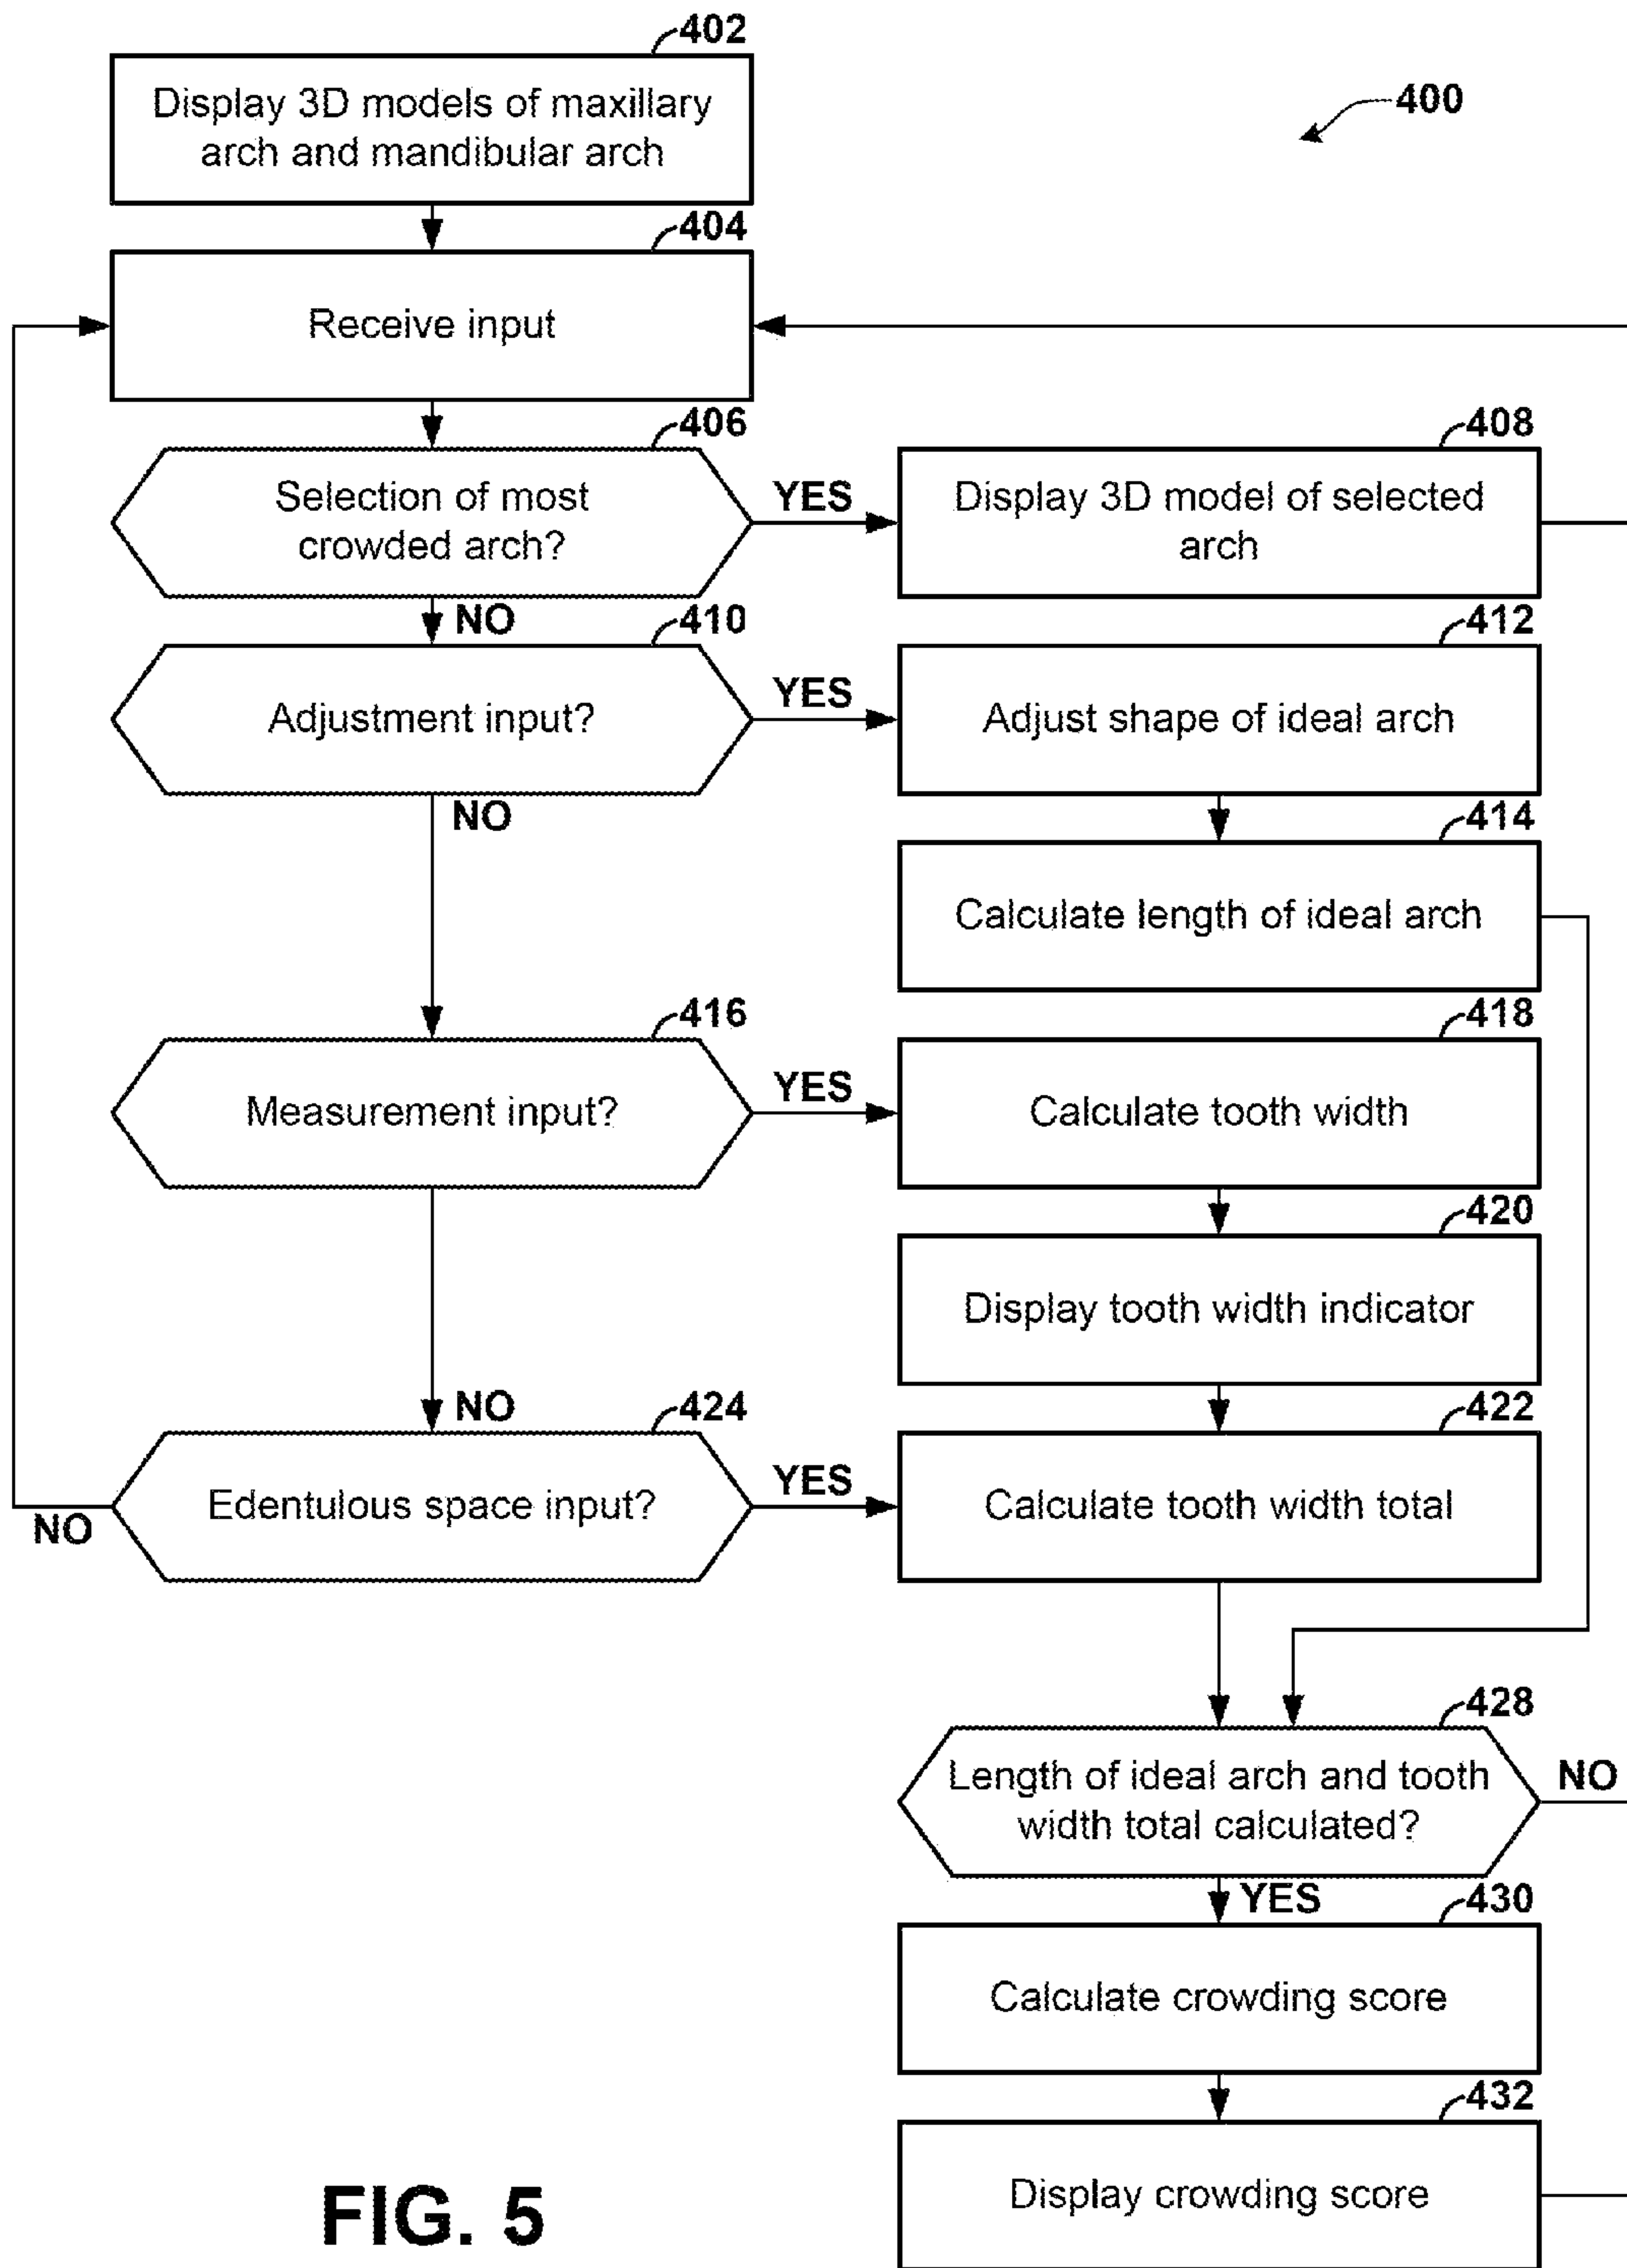 402
Display 3D models of maxillary
arch and mandibular arch
400
404
Receive input
406
Selection of most
crowded arch?
YES
408
Display 3D model of selected
arch
NO
410
Adjustment input?
YES
412
Adjust shape of ideal arch
NO
414
Calculate length of ideal arch
416
Measurement input?
YES
418
Calculate tooth width
420
Display tooth width indicator
NO
424
Edentulous space input?
NO
YES
422
Calculate tooth width total
428
Length of ideal arch and tooth
width total calculated?
NO
YES
430
Calculate crowding score
432
Display crowding score
FIG. 5